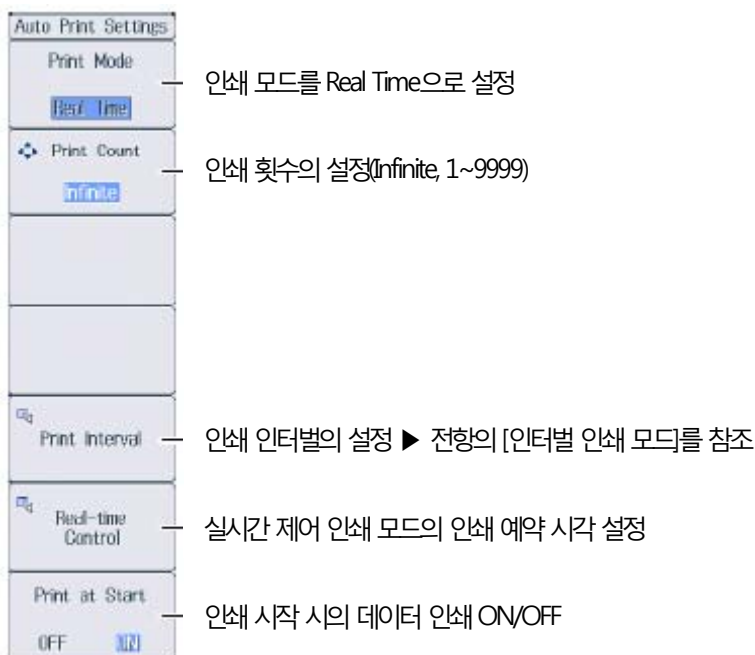 Auto Print Settings
Print Mode
Real Time
인쇄 모드를 Real Time으로 설정
Print Count
Infinite
인쇄 횟수의 설정(Infinite, 1~9999)
Print Interval
인쇄 인터벌의 설정 ▶ 전항의 [인터벌 인쇄 모드]를 참조
Real-time
Control
실시간 제어 인쇄 모드의 인쇄 예약 시각 설정
Print at Start
OFF ON
인쇄 시작 시의 데이터 인쇄 ON/OFF